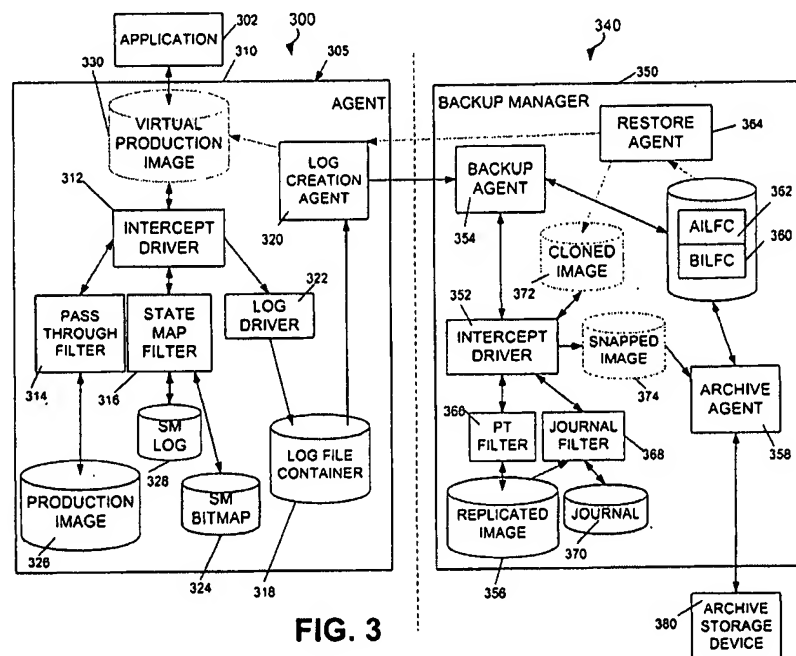 302
300
340
APPLICATION
310
305
350
330
AGENT
BACKUP MANAGER
VIRTUAL
PRODUCTION
IMAGE
RESTORE
AGENT
364
LOG
CREATION
AGENT
320
BACKUP
AGENT
354
312
INTERCEPT
DRIVER
362
AILFC
BILFC
360
CLONED
IMAGE
372
322
LOG
DRIVER
352
PASS
THROUGH
FILTER
314
STATE
MAP
FILTER
316
INTERCEPT
DRIVER
SNAPPED
IMAGE
374
ARCHIVE
AGENT
358
SM
LOG
328
366
PT
FILTER
JOURNAL
FILTER
368
LOG FILE
CONTAINER
PRODUCTION
IMAGE
326
SM
BITMAP
324
318
REPLICATED
IMAGE
356
JOURNAL
370
380
ARCHIVE
STORAGE
DEVICE
FIG. 3